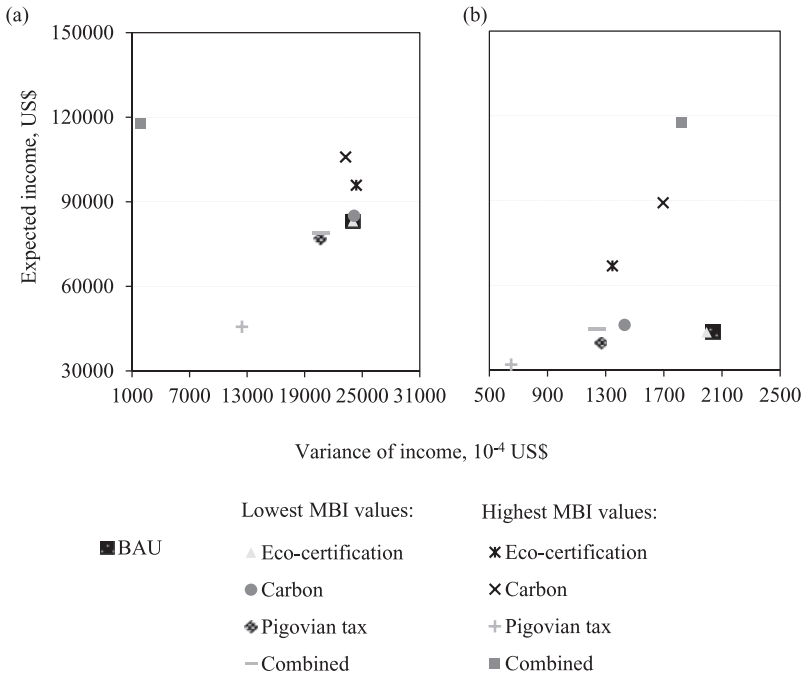 (a)
(b)
150000
120000
90000
60000
30000
Expected income, US$
1000 7000 13000 19000 25000 31000
500 900 1300 1700 2100 2500
Variance of income, 10⁻⁴ US$
Lowest MBI values: Highest MBI values:
BAU Eco-certification Eco-certification
Carbon Carbon
Pigovian tax Pigovian tax
Combined Combined